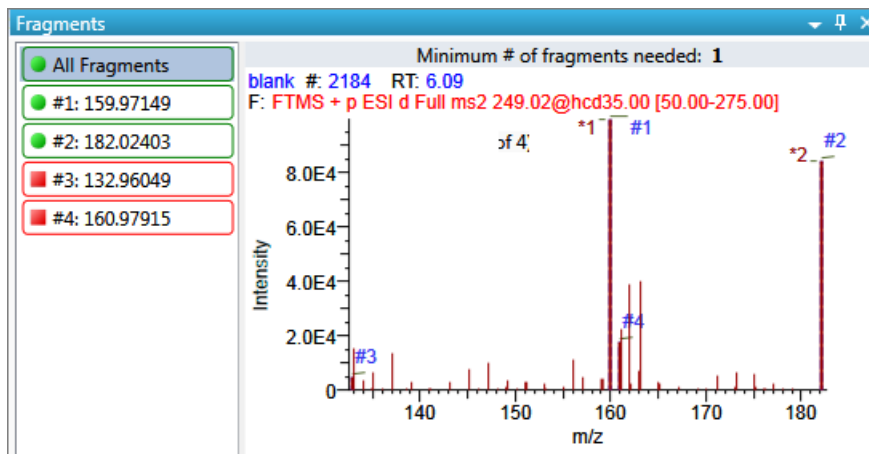 Fragments
All Fragments
#1: 159.97149
#2: 182.02403
#3: 132.96049
#4: 160.97915
Minimum # of fragments needed: 1
blank #: 2184 RT: 6.09
F: FTMS + p ESI d Full ms2 249.02@hcd35.00 [50.00-275.00]
*1 #1
of 4)
*2 #2
8.0E4
6.0E4
4.0E4
2.0E4
0
Intensity
#4
#3
140 150 160 170 180
m/z